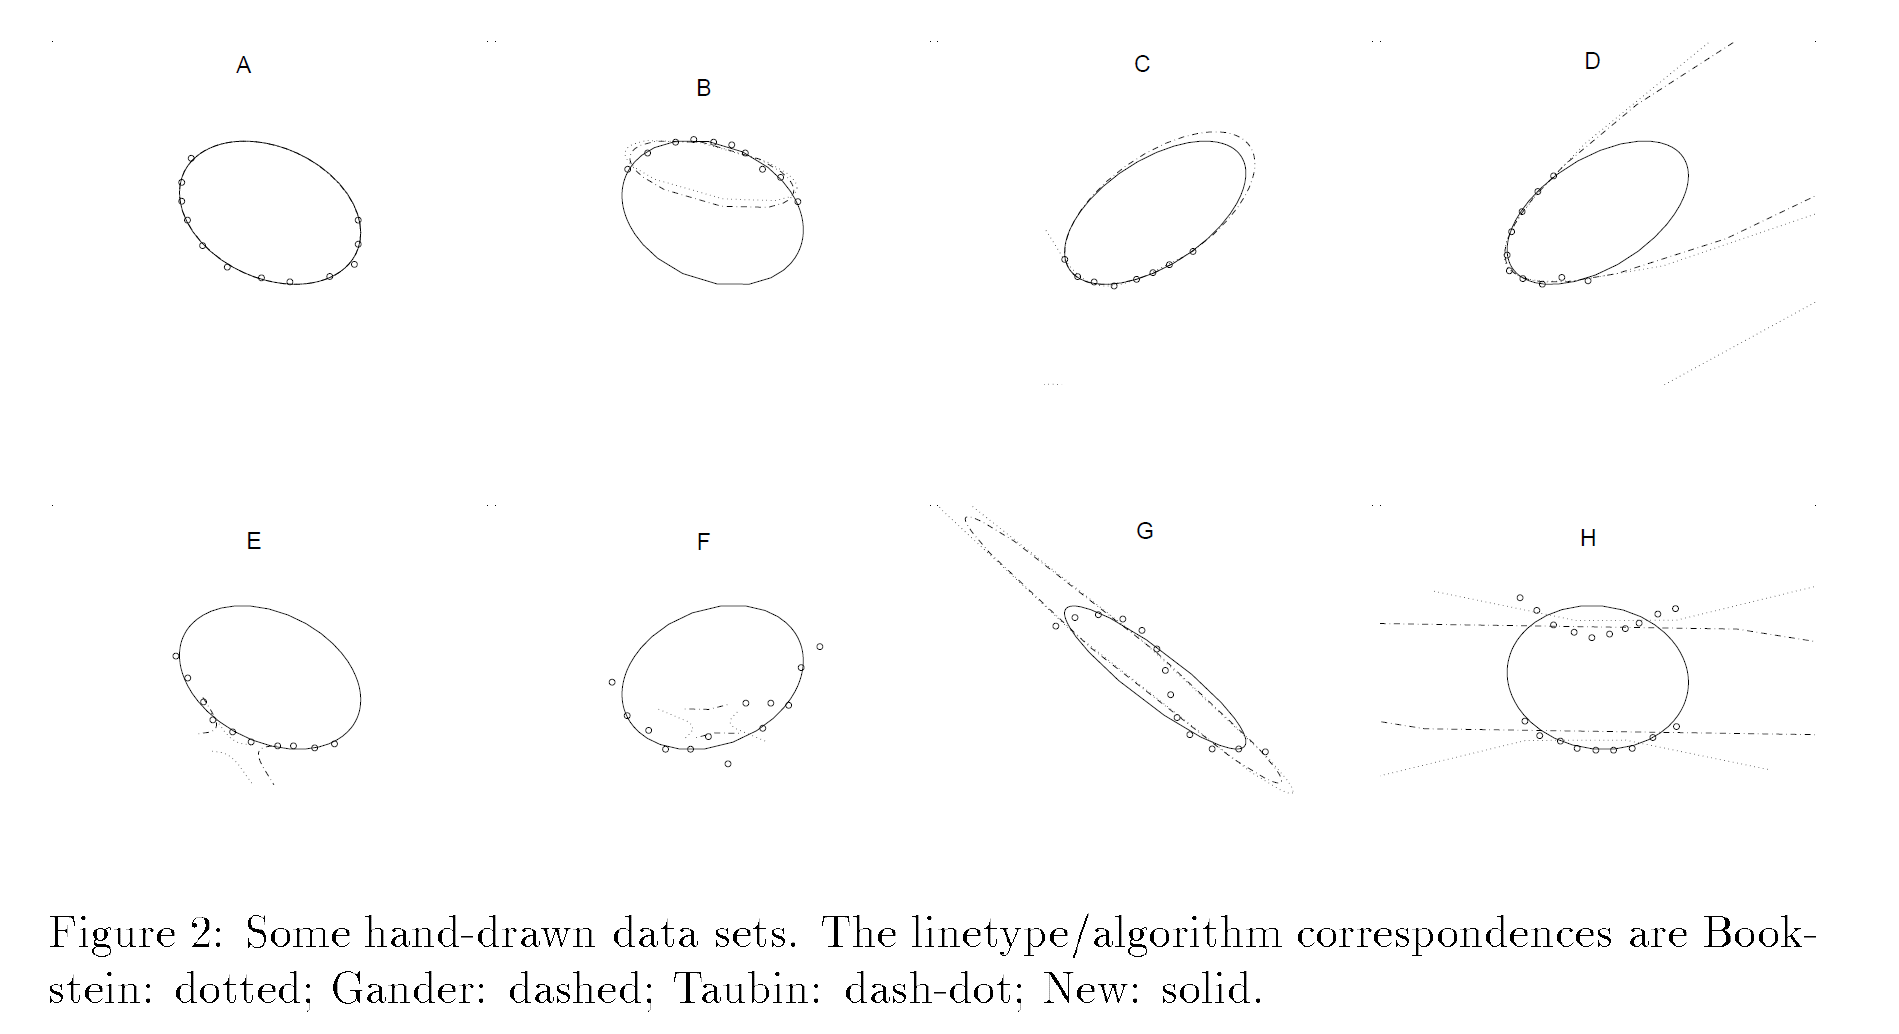 A
B
C
D
E
F
G
H
Figure 2: Some hand-drawn data sets. The linetype/algorithm correspondences are Book-
stein: dotted; Gander: dashed; Taubin: dash-dot; New: solid.